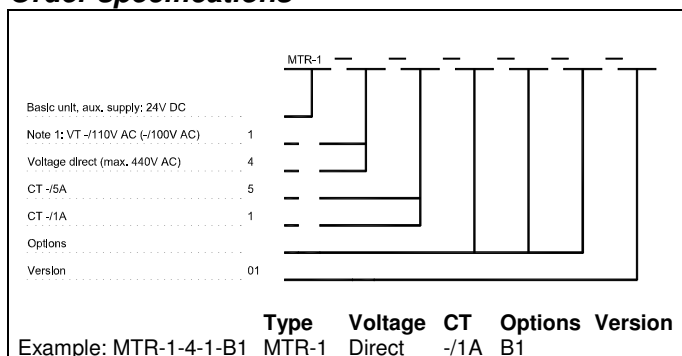 Order specifications
MTR-1
Basic unit, aux. supply: 24V DC
Note 1: VT -/110V AC (-/100V AC) 1
Voltage direct (max. 440V AC) 4
CT -/5A 5
CT -/1A 1
Options
Version 01
Type Voltage CT Options Version
Example: MTR-1-4-1-B1 MTR-1 Direct -/1A B1